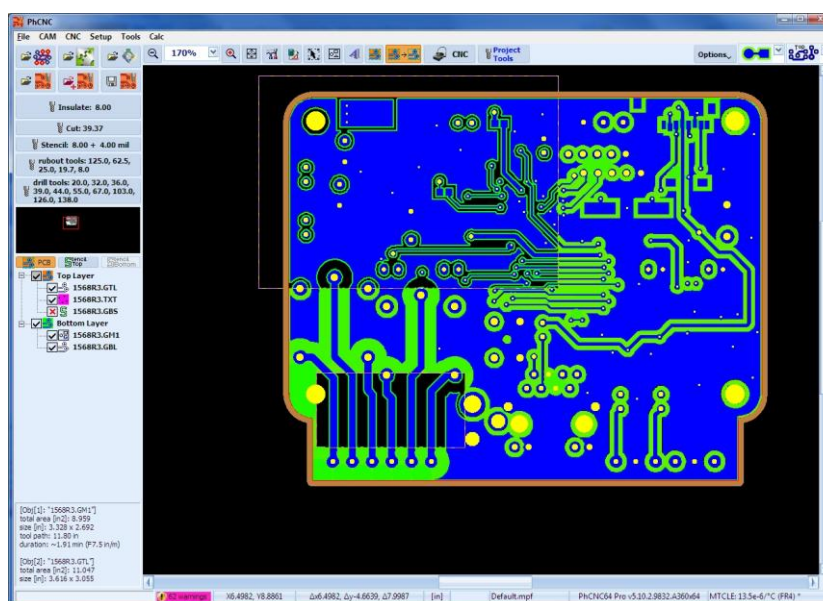 PhCNC
File CAM CNC Setup Tools Calc
170% CNC Project Tools Options
Insulate: 8.00
Cut: 39.37
Stencil: 8.00 + 4.00 mil
rubout tools: 125.0, 62.5,
25.0, 19.7, 8.0
drill tools: 20.0, 32.0, 36.0,
39.0, 44.0, 55.0, 67.0, 103.0,
126.0, 138.0
PCB Stencil Top Stencil Bottom
Top Layer
1568R3.GTL
1568R3.TXT
1568R3.GBS
Bottom Layer
1568R3.GM1
1568R3.GBL
[Obj[1]: "1568R3.GM1"]
total area [in2]: 8.959
size [in]: 3.328 x 2.692
tool path: 11.80 in
duration: ~1.91 min (F7.5 in/m)
[Obj[2]: "1568R3.GTL"]
total area [in2]: 11.047
size [in]: 3.616 x 3.055
62 warnings X6.4982, Y8.8861 Δx6.4982, Δy-4.6639, Δ7.9987 [in] Default.mpf PhCNC64 Pro v5.10.2.9832.A360x64 MTCLE: 13.5e-6/°C (FR4) *